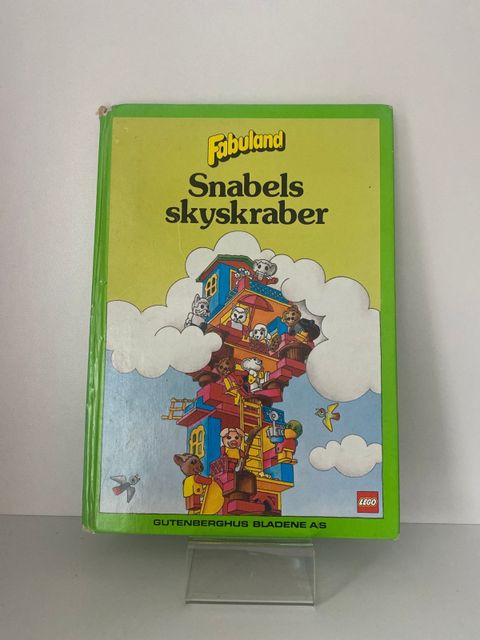 Fabuland
Snabels
skyskraber
LEGO
GUTENBERGHUS BLADENE A/S